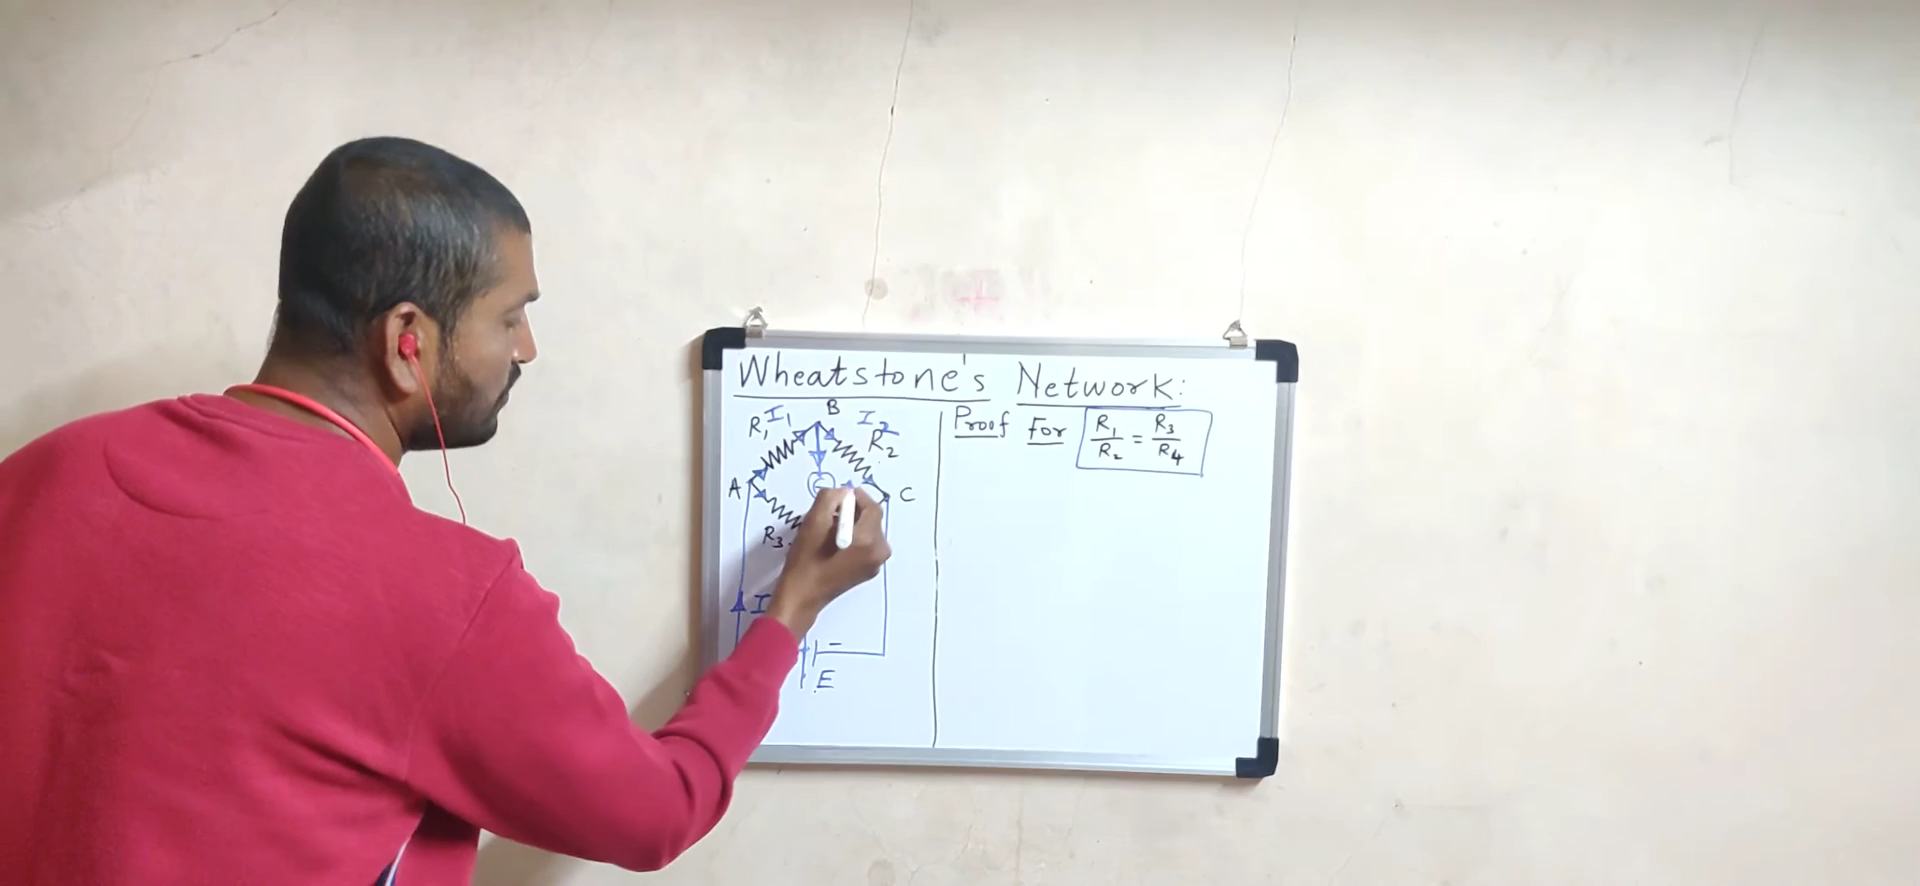 Wheatstone's Network:
Proof For R₁/R₂ = R₃/R₄
B
I₁ I₂
R₁ R₂
A C
R₃
I
−
E